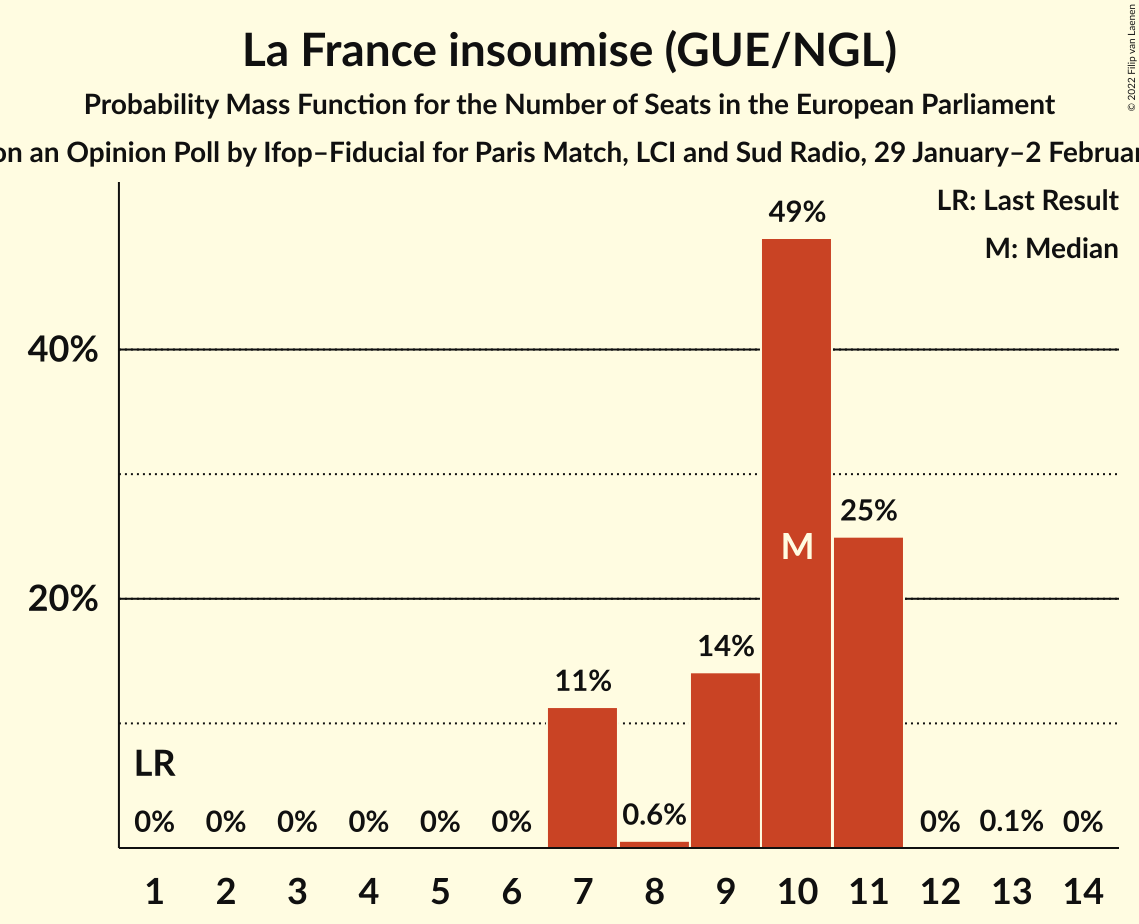 La France insoumise (GUE/NGL)
Probability Mass Function for the Number of Seats in the European Parliament
on an Opinion Poll by Ifop–Fiducial for Paris Match, LCI and Sud Radio, 29 January–2 Februar
© 2022 Filip van Laenen
LR: Last Result
M: Median
49%
40%
25%
M
20%
14%
11%
LR
0% 0% 0% 0% 0% 0% 0.6% 0% 0.1% 0%
1 2 3 4 5 6 7 8 9 10 11 12 13 14